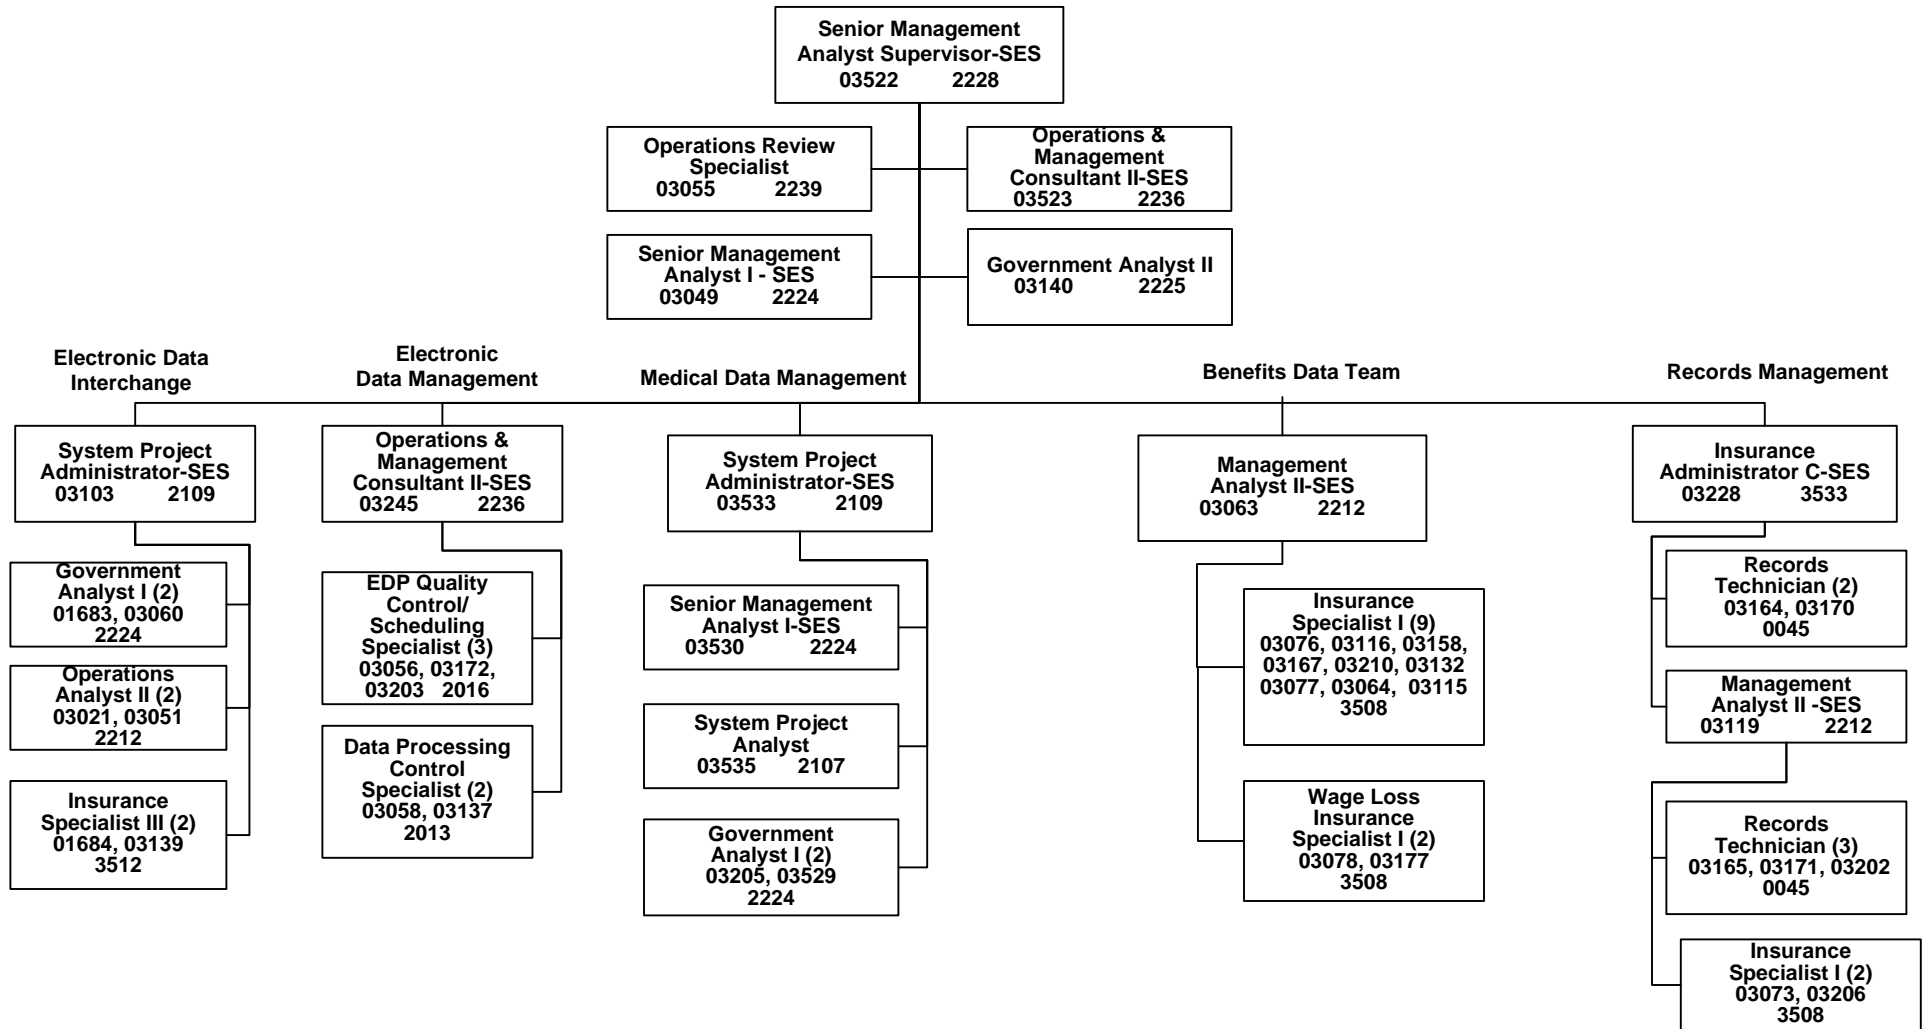 Senior Management
Analyst Supervisor-SES
03522 2228
Operations Review
Specialist
03055 2239
Operations &
Management
Consultant II-SES
03523 2236
Senior Management
Analyst I - SES
03049 2224
Government Analyst II
03140 2225
Electronic Data
Interchange
Electronic
Data Management
Medical Data Management
Benefits Data Team
Records Management
System Project
Administrator-SES
03103 2109
Government
Analyst I (2)
01683, 03060
2224
Operations
Analyst II (2)
03021, 03051
2212
Insurance
Specialist III (2)
01684, 03139
3512
Operations &
Management
Consultant II-SES
03245 2236
EDP Quality
Control/
Scheduling
Specialist (3)
03056, 03172,
03203 2016
Data Processing
Control
Specialist (2)
03058, 03137
2013
System Project
Administrator-SES
03533 2109
Senior Management
Analyst I-SES
03530 2224
System Project
Analyst
03535 2107
Government
Analyst I (2)
03205, 03529
2224
Management
Analyst II-SES
03063 2212
Insurance
Specialist I (9)
03076, 03116, 03158,
03167, 03210, 03132
03077, 03064, 03115
3508
Wage Loss
Insurance
Specialist I (2)
03078, 03177
3508
Insurance
Administrator C-SES
03228 3533
Records
Technician (2)
03164, 03170
0045
Management
Analyst II -SES
03119 2212
Records
Technician (3)
03165, 03171, 03202
0045
Insurance
Specialist I (2)
03073, 03206
3508